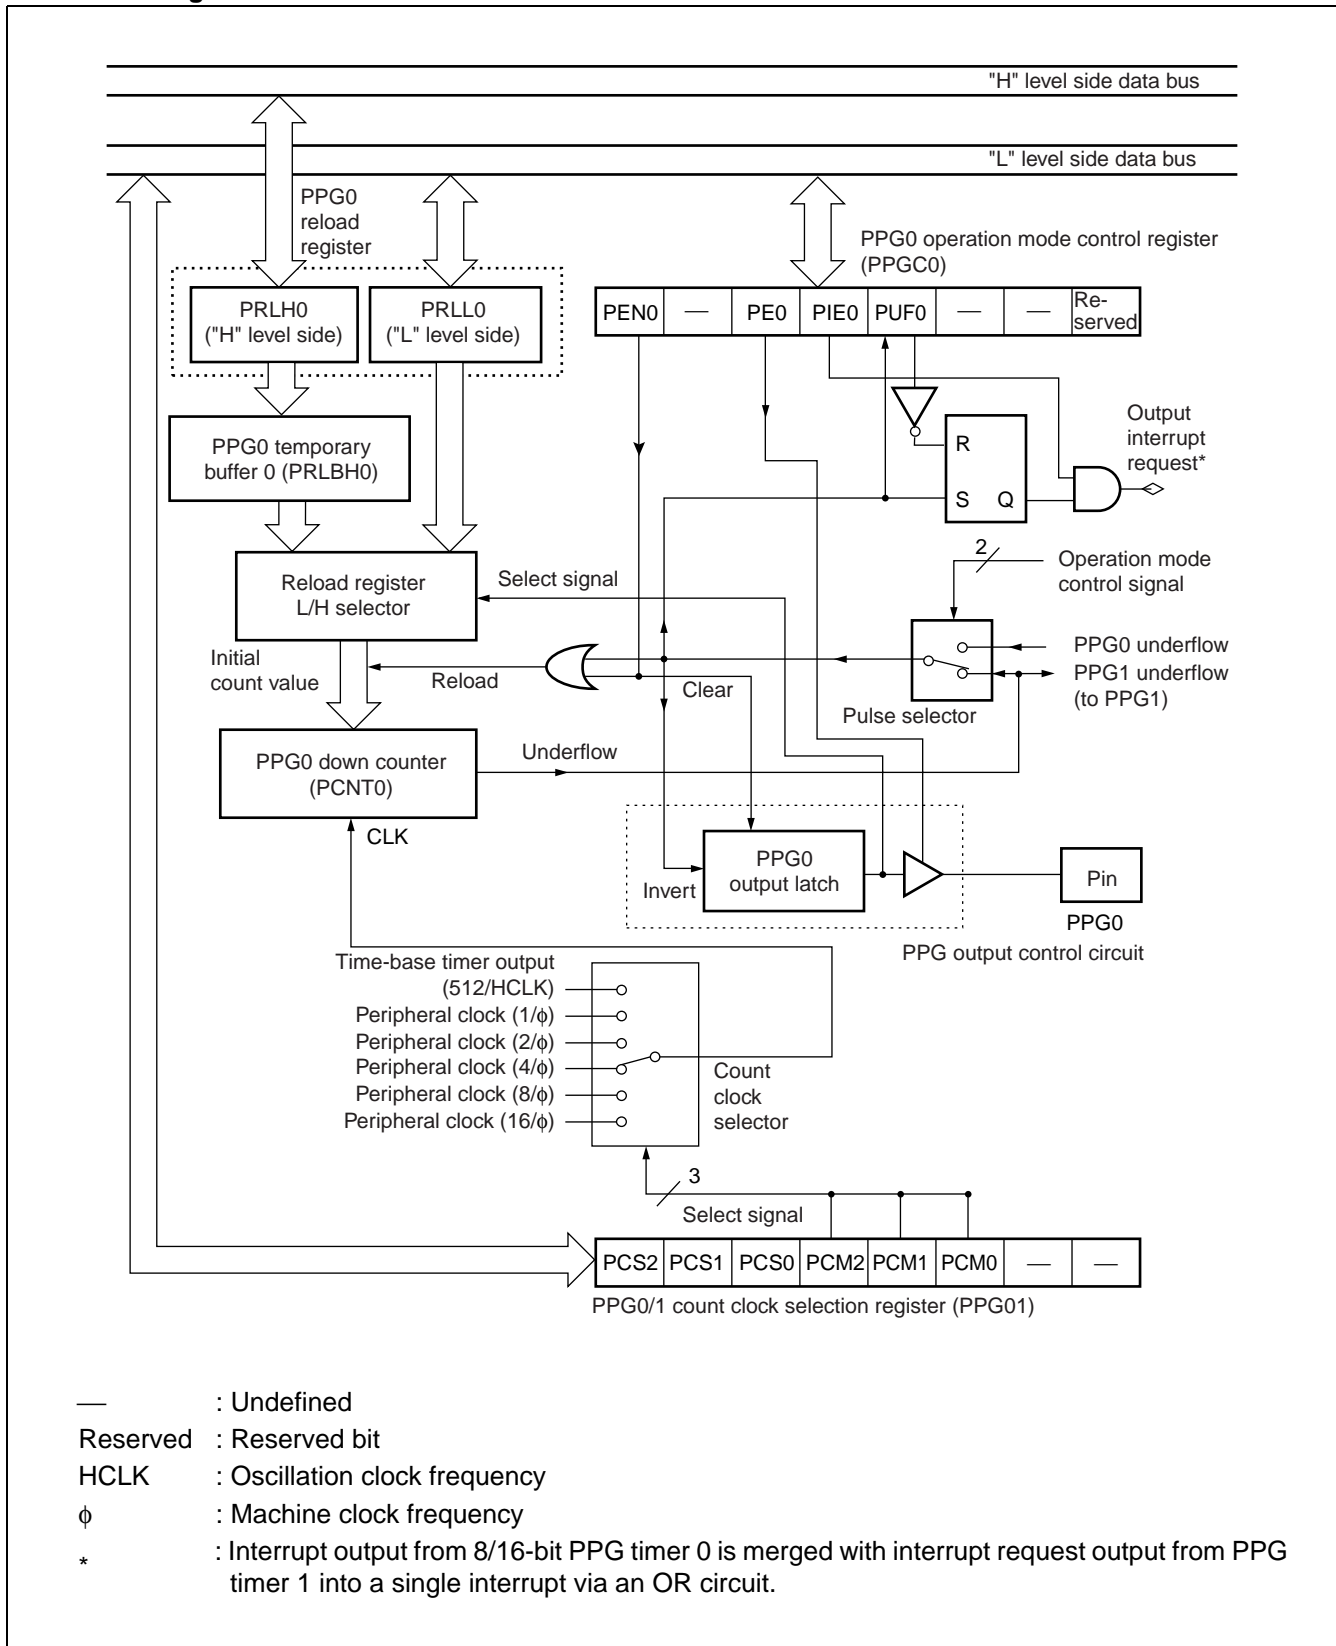 "H" level side data bus
"L" level side data bus
PPG0
reload
register
PPG0 operation mode control register
(PPGC0)
PRLH0
("H" level side)
PRLL0
("L" level side)
PEN0 — PE0 PIE0 PUF0 — — Re-
served
PPG0 temporary
buffer 0 (PRLBH0)
R
S Q
Output
interrupt
request*
Reload register
L/H selector
Select signal
2
Operation mode
control signal
Initial
count value
Reload
Clear
PPG0 underflow
PPG1 underflow
(to PPG1)
Pulse selector
PPG0 down counter
(PCNT0)
Underflow
CLK
PPG0
output latch
Invert
Pin
PPG0
PPG output control circuit
Time-base timer output
(512/HCLK)
Peripheral clock (1/ϕ)
Peripheral clock (2/ϕ)
Peripheral clock (4/ϕ)
Peripheral clock (8/ϕ)
Peripheral clock (16/ϕ)
Count
clock
selector
3
Select signal
PCS2 PCS1 PCS0 PCM2 PCM1 PCM0 — —
PPG0/1 count clock selection register (PPG01)
— : Undefined
Reserved : Reserved bit
HCLK : Oscillation clock frequency
ϕ : Machine clock frequency
* : Interrupt output from 8/16-bit PPG timer 0 is merged with interrupt request output from PPG
timer 1 into a single interrupt via an OR circuit.